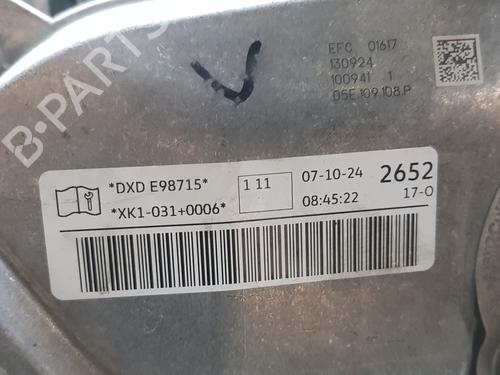 EFC 01617
130924
100941 1
05E.109.108.P
B-PARTS
*DXD E98715*
1 11
07-10-24
2652
*XK1-031+0006*
08:45:22
17-O